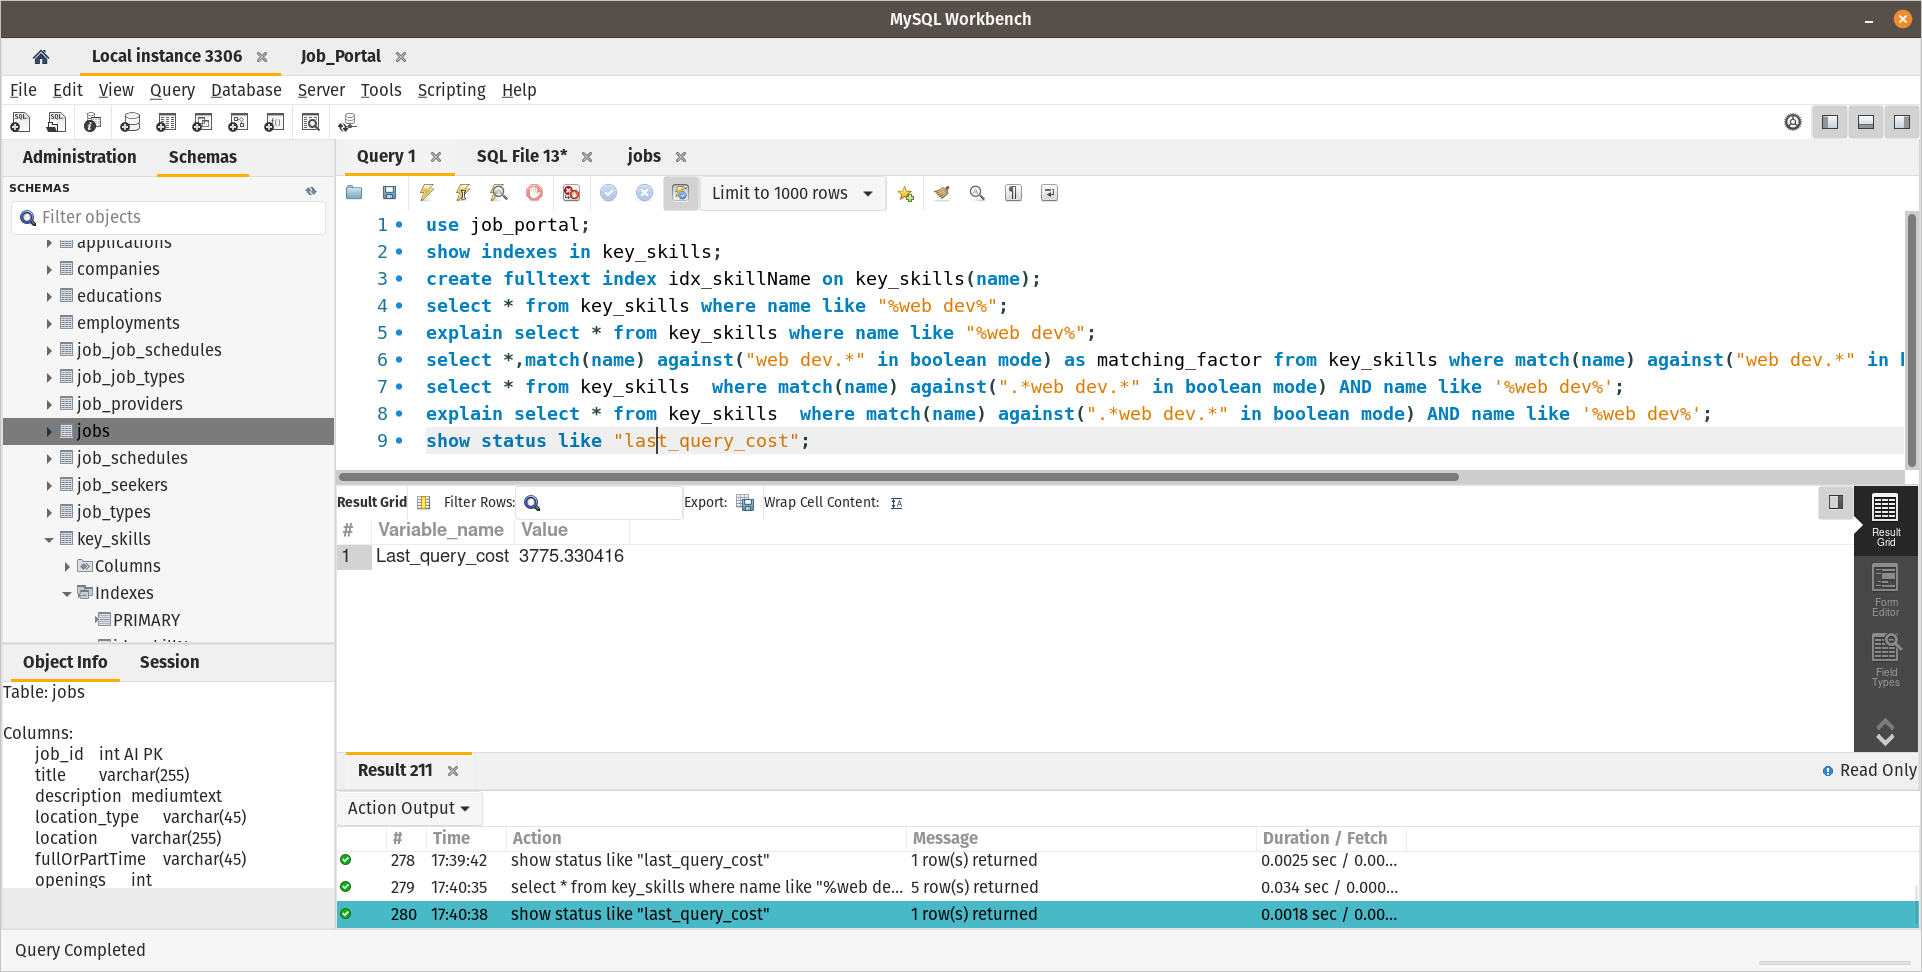 MySQL Workbench
Local instance 3306
Job_Portal
File Edit View Query Database Server Tools Scripting Help
Administration Schemas
SCHEMAS
Filter objects
applications
companies
educations
employments
job_job_schedules
job_job_types
job_providers
jobs
job_schedules
job_seekers
job_types
key_skills
Columns
Indexes
PRIMARY
Object Info Session
Table: jobs
Columns:
job_id int AI PK
title varchar(255)
description mediumtext
location_type varchar(45)
location varchar(255)
fullOrPartTime varchar(45)
openings int
Query 1 SQL File 13* jobs
Limit to 1000 rows
1 use job_portal;
2 show indexes in key_skills;
3 create fulltext index idx_skillName on key_skills(name);
4 select * from key_skills where name like "%web dev%";
5 explain select * from key_skills where name like "%web dev%";
6 select *,match(name) against("web dev.*" in boolean mode) as matching_factor from key_skills where match(name) against("web dev.*" in
7 select * from key_skills  where match(name) against(".*web dev.*" in boolean mode) AND name like '%web dev%';
8 explain select * from key_skills  where match(name) against(".*web dev.*" in boolean mode) AND name like '%web dev%';
9 show status like "last_query_cost";
Result Grid Filter Rows: Export: Wrap Cell Content:
# Variable_name Value
1 Last_query_cost 3775.330416
Result
Grid
Form
Editor
Field
Types
Result 211
Read Only
Action Output
# Time Action Message Duration / Fetch
278 17:39:42 show status like "last_query_cost" 1 row(s) returned 0.0025 sec / 0.00...
279 17:40:35 select * from key_skills where name like "%web de... 5 row(s) returned 0.034 sec / 0.000...
280 17:40:38 show status like "last_query_cost" 1 row(s) returned 0.0018 sec / 0.00...
Query Completed